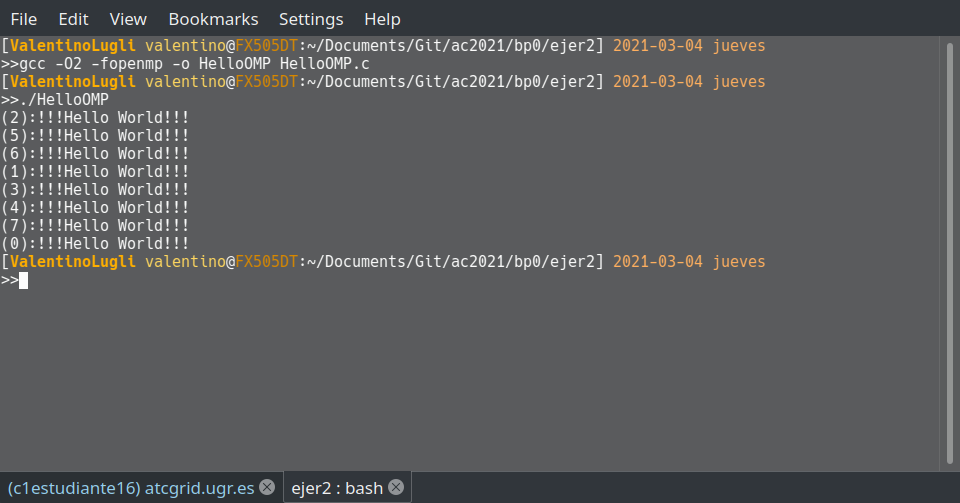 File Edit View Bookmarks Settings Help
[ValentinoLugli valentino@FX505DT:~/Documents/Git/ac2021/bp0/ejer2] 2021-03-04 jueves
>>gcc -O2 -fopenmp -o HelloOMP HelloOMP.c
[ValentinoLugli valentino@FX505DT:~/Documents/Git/ac2021/bp0/ejer2] 2021-03-04 jueves
>>./HelloOMP
(2):!!!Hello World!!!
(5):!!!Hello World!!!
(6):!!!Hello World!!!
(1):!!!Hello World!!!
(3):!!!Hello World!!!
(4):!!!Hello World!!!
(7):!!!Hello World!!!
(0):!!!Hello World!!!
[ValentinoLugli valentino@FX505DT:~/Documents/Git/ac2021/bp0/ejer2] 2021-03-04 jueves
>>
(c1estudiante16) atcgrid.ugr.es ejer2 : bash